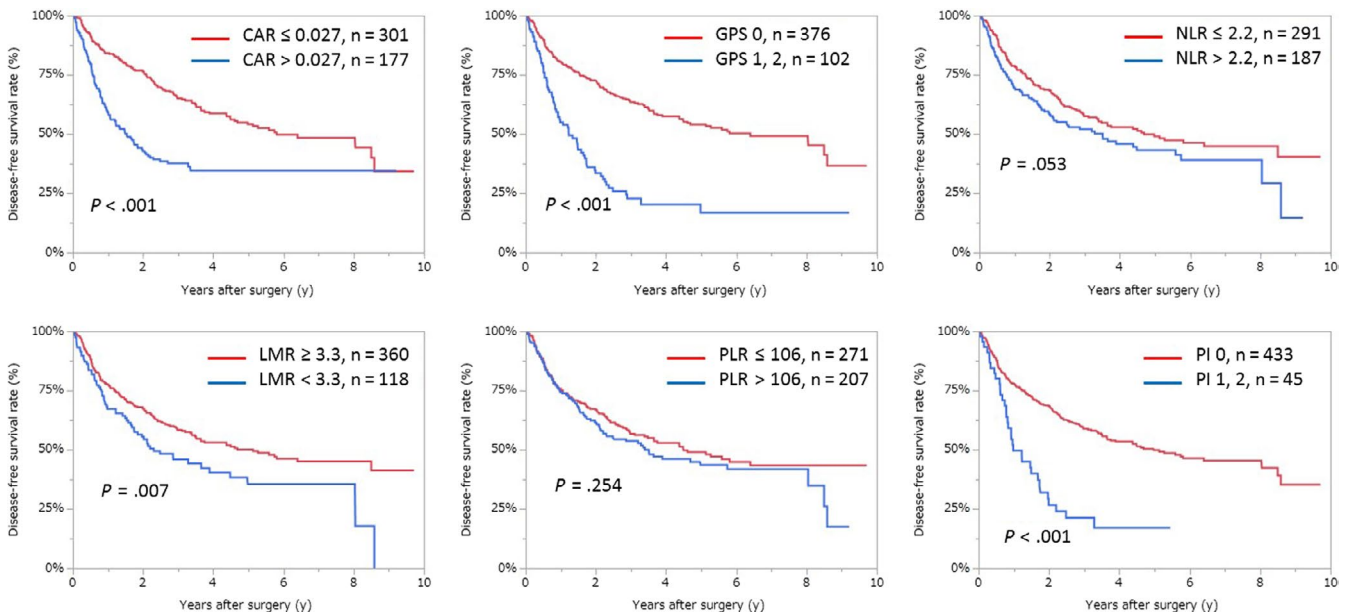 Disease-free survival rate (%)
100%
75%
50%
25%
0%
CAR ≤ 0.027, n = 301
CAR > 0.027, n = 177
P < .001
0 2 4 6 8 10
Years after surgery (y)
Disease-free survival rate (%)
100%
75%
50%
25%
0%
GPS 0, n = 376
GPS 1, 2, n = 102
P < .001
0 2 4 6 8 10
Years after surgery (y)
Disease-free survival rate (%)
100%
75%
50%
25%
0%
NLR ≤ 2.2, n = 291
NLR > 2.2, n = 187
P = .053
0 2 4 6 8 10
Years after surgery (y)
Disease-free survival rate (%)
100%
75%
50%
25%
0%
LMR ≥ 3.3, n = 360
LMR < 3.3, n = 118
P = .007
0 2 4 6 8 10
Years after surgery (y)
Disease-free survival rate (%)
100%
75%
50%
25%
0%
PLR ≤ 106, n = 271
PLR > 106, n = 207
P = .254
0 2 4 6 8 10
Years after surgery (y)
Disease-free survival rate (%)
100%
75%
50%
25%
0%
PI 0, n = 433
PI 1, 2, n = 45
P < .001
0 2 4 6 8 10
Years after surgery (y)